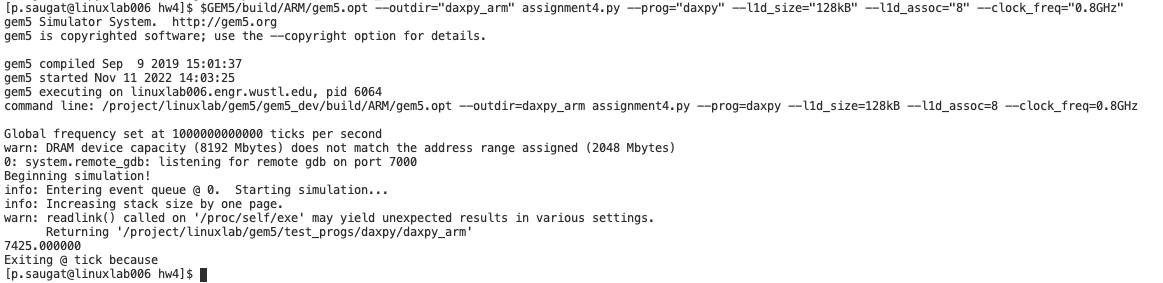 [p.saugat@linuxlab006 hw4]$ $GEM5/build/ARM/gem5.opt --outdir="daxpy_arm" assignment4.py --prog="daxpy" --l1d_size="128kB" --l1d_assoc="8" --clock_freq="0.8GHz"
gem5 Simulator System.  http://gem5.org
gem5 is copyrighted software; use the --copyright option for details.

gem5 compiled Sep  9 2019 15:01:37
gem5 started Nov 11 2022 14:03:25
gem5 executing on linuxlab006.engr.wustl.edu, pid 6064
command line: /project/linuxlab/gem5/gem5_dev/build/ARM/gem5.opt --outdir=daxpy_arm assignment4.py --prog=daxpy --l1d_size=128kB --l1d_assoc=8 --clock_freq=0.8GHz

Global frequency set at 1000000000000 ticks per second
warn: DRAM device capacity (8192 Mbytes) does not match the address range assigned (2048 Mbytes)
0: system.remote_gdb: listening for remote gdb on port 7000
Beginning simulation!
info: Entering event queue @ 0.  Starting simulation...
info: Increasing stack size by one page.
warn: readlink() called on '/proc/self/exe' may yield unexpected results in various settings.
      Returning '/project/linuxlab/gem5/test_progs/daxpy/daxpy_arm'
7425.000000
Exiting @ tick because
[p.saugat@linuxlab006 hw4]$